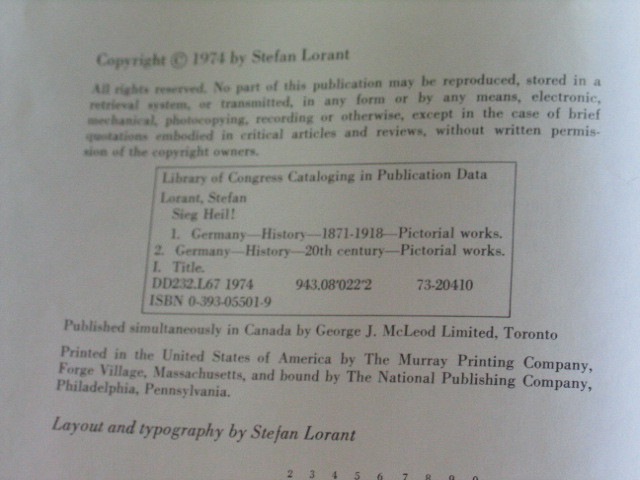 Copyright © 1974 by Stefan Lorant
All rights reserved. No part of this publication may be reproduced, stored in a
retrieval system, or transmitted, in any form or by any means, electronic,
mechanical, photocopying, recording or otherwise, except in the case of brief
quotations embodied in critical articles and reviews, without written permis-
sion of the copyright owners.
Library of Congress Cataloging in Publication Data
Lorant, Stefan
Sieg Heil!
1. Germany—History—1871-1918—Pictorial works.
2. Germany—History—20th century—Pictorial works.
I. Title.
DD232.L67 1974 943.08'022'2 73-20410
ISBN 0-393-05501-9
Published simultaneously in Canada by George J. McLeod Limited, Toronto
Printed in the United States of America by The Murray Printing Company,
Forge Village, Massachusetts, and bound by The National Publishing Company,
Philadelphia, Pennsylvania.
Layout and typography by Stefan Lorant
2 3 4 5 6 7 8 9 0